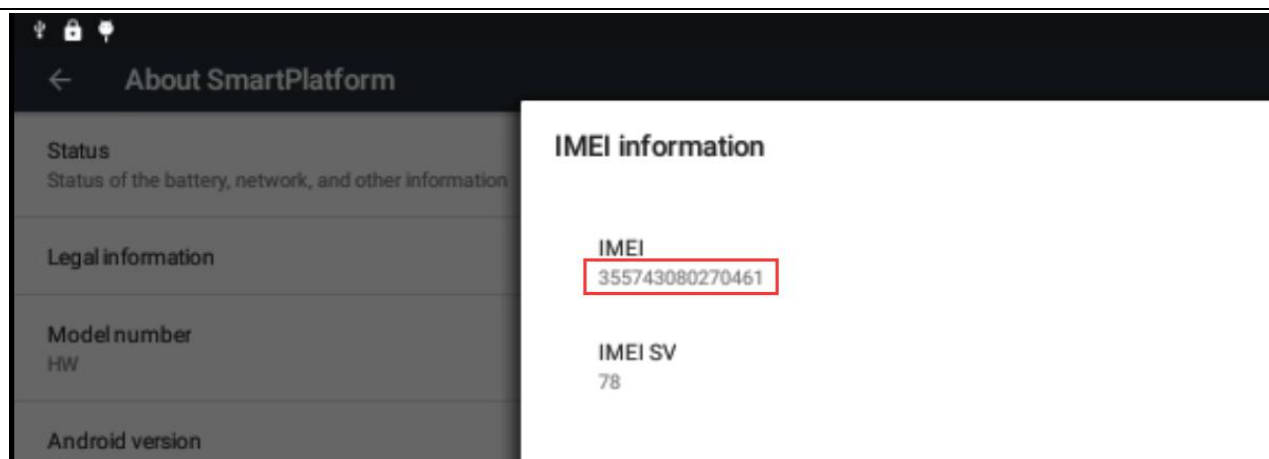 About SmartPlatform
Status
Status of the battery, network, and other information
Legal information
Model number
HW
Android version
IMEI information
IMEI
355743080270461
IMEI SV
78